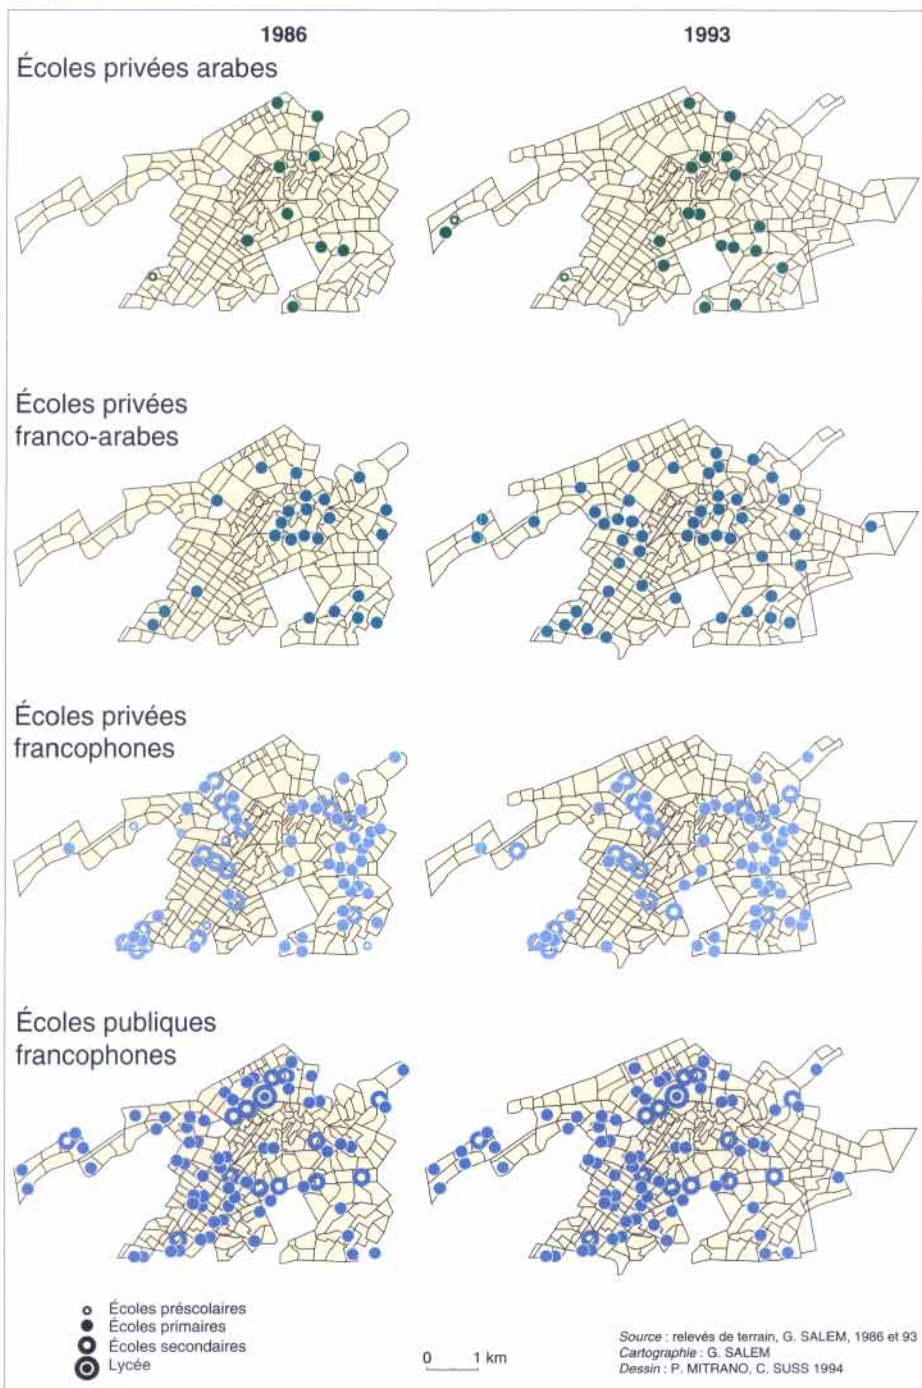 1986
1993
Écoles privées arabes
Écoles privées
franco-arabes
Écoles privées
francophones
Écoles publiques
francophones
Écoles préscolaires
Écoles primaires
Écoles secondaires
Lycée
0 1 km
Source : relevés de terrain, G. SALEM, 1986 et 93
Cartographie : G. SALEM
Dessin : P. MITRANO, C. SUSS 1994